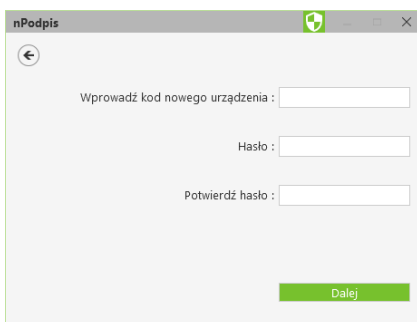 nPodpis
Wprowadź kod nowego urządzenia :
Hasło :
Potwierdź hasło :
Dalej